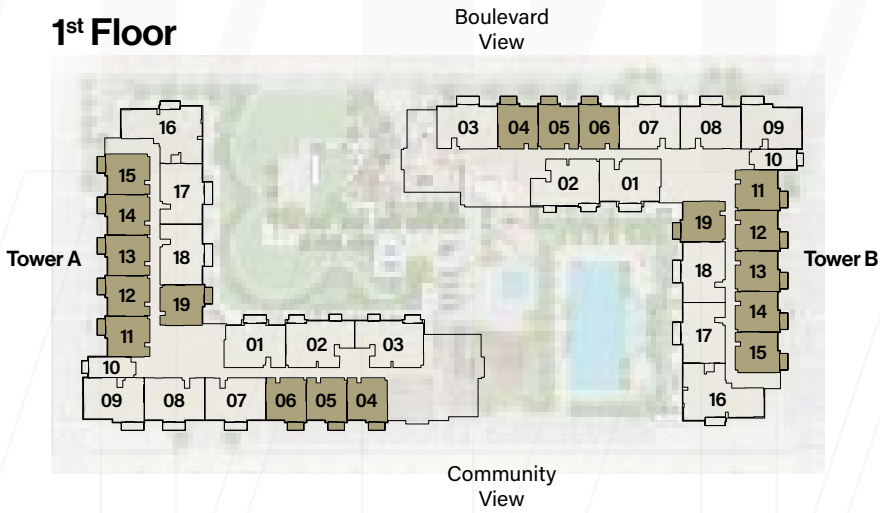 1st Floor
Boulevard
View
16
03 04 05 06 07 08 09
10
15 17
02 01
11
14
19
12
Tower A 13 18
18 13 Tower B
12 19
14
11
17
15
01 02 03
10
16
09 08 07 06 05 04
Community
View